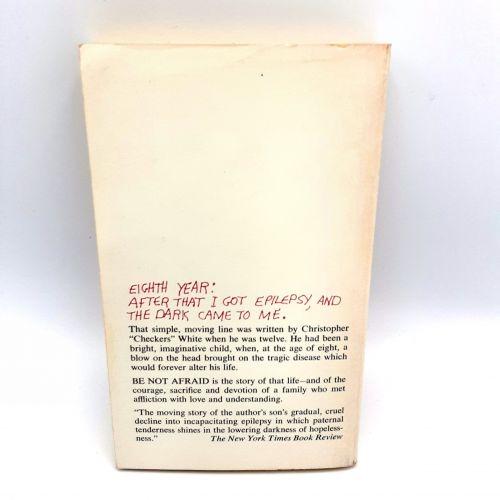 EIGHTH YEAR:
AFTER THAT I GOT EPILEPSY, AND
THE DARK CAME TO ME.
That simple, moving line was written by Christopher
"Checkers" White when he was twelve. He had been a
bright, imaginative child, when, at the age of eight, a
blow on the head brought on the tragic disease which
would forever alter his life.
BE NOT AFRAID is the story of that life—and of the
courage, sacrifice and devotion of a family who met
affliction with love and understanding.
"The moving story of the author's son's gradual, cruel
decline into incapacitating epilepsy in which paternal
tenderness shines in the lowering darkness of hopeless-
ness." The New York Times Book Review